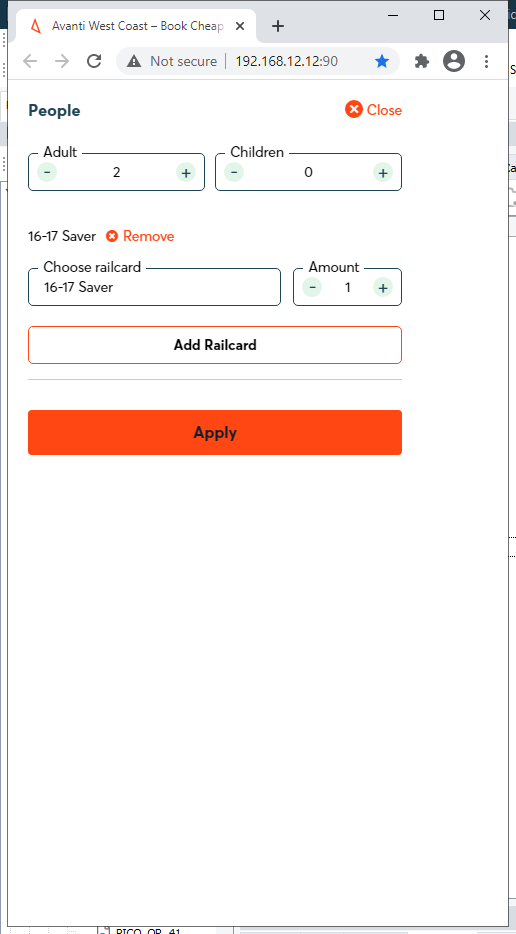 Avanti West Coast – Book Cheap
Not secure
192.168.12.12:90
People
Close
Adult
Children
- 2 +
- 0 +
16-17 Saver
Remove
Choose railcard
16-17 Saver
Amount
- 1 +
Add Railcard
Apply